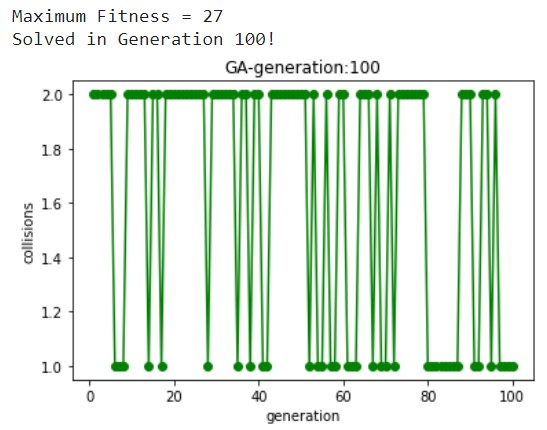 Maximum Fitness = 27
Solved in Generation 100!
GA-generation:100
2.0
1.8
1.6
1.4
1.2
1.0
collisions
0 20 40 60 80 100
generation